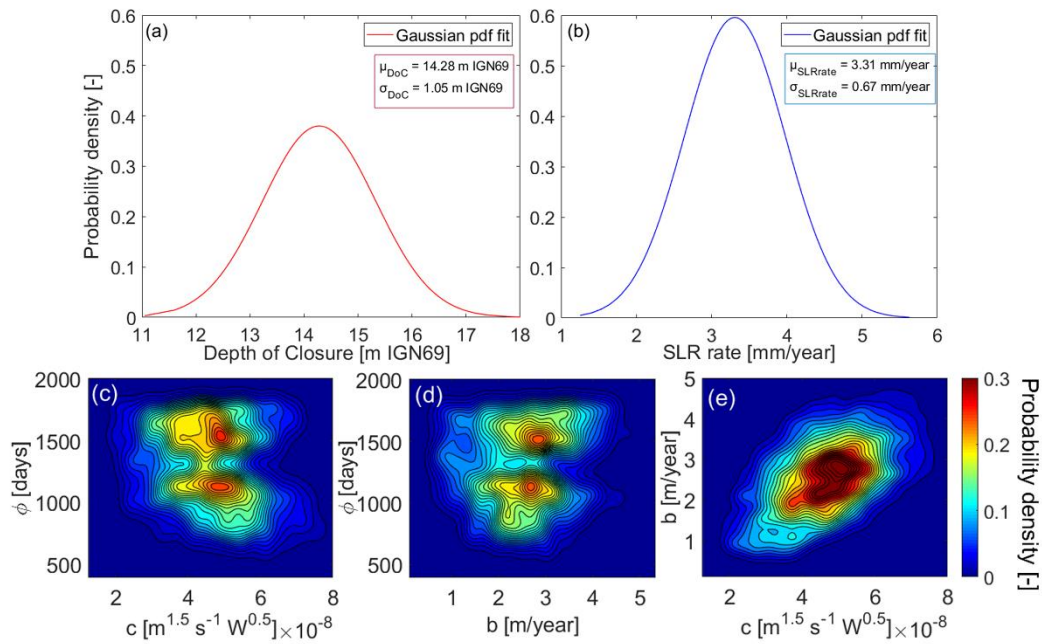 (a)
Gaussian pdf fit
μDoC = 14.28 m IGN69
σDoC = 1.05 m IGN69
Probability density [-]
0.6
0.5
0.4
0.3
0.2
0.1
0
11 12 13 14 15 16 17 18
Depth of Closure [m IGN69]
(b)
Gaussian pdf fit
μSLRrate = 3.31 mm/year
σSLRrate = 0.67 mm/year
0.6
0.5
0.4
0.3
0.2
0.1
0
1 2 3 4 5 6
SLR rate [mm/year]
(c)
ϕ [days]
2000
1500
1000
500
2 4 6 8
c [m^1.5 s^-1 W^0.5]×10^-8
(d)
ϕ [days]
2000
1500
1000
500
1 2 3 4 5
b [m/year]
(e)
b [m/year]
5
4
3
2
1
2 4 6 8
c [m^1.5 s^-1 W^0.5]×10^-8
0.3
0.2
0.1
0
Probability density [-]